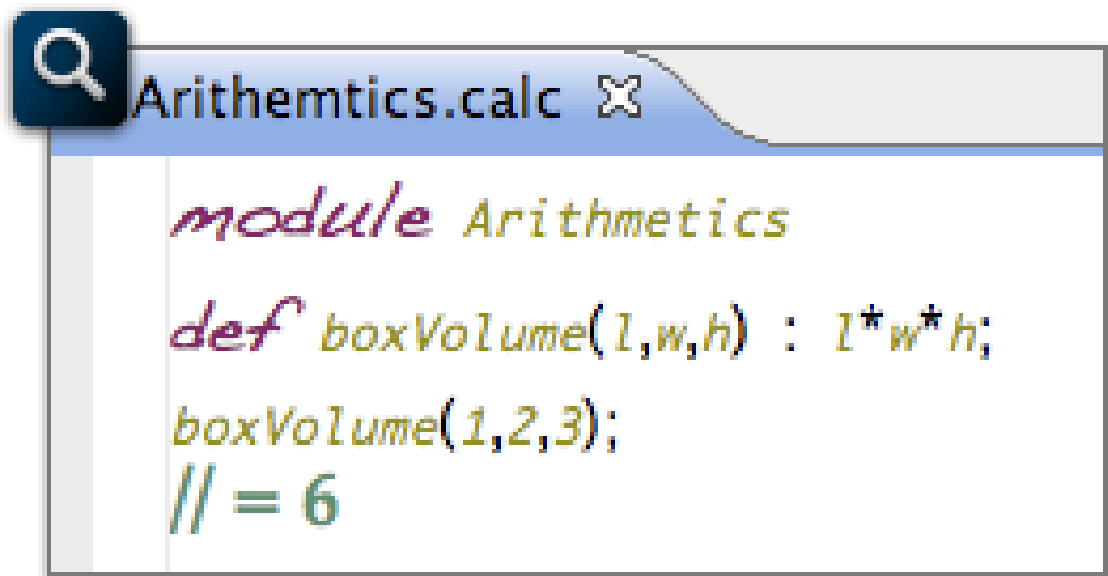 Arithemtics.calc
module Arithmetics
def boxVolume(l,w,h) : l*w*h;
boxVolume(1,2,3);
// = 6